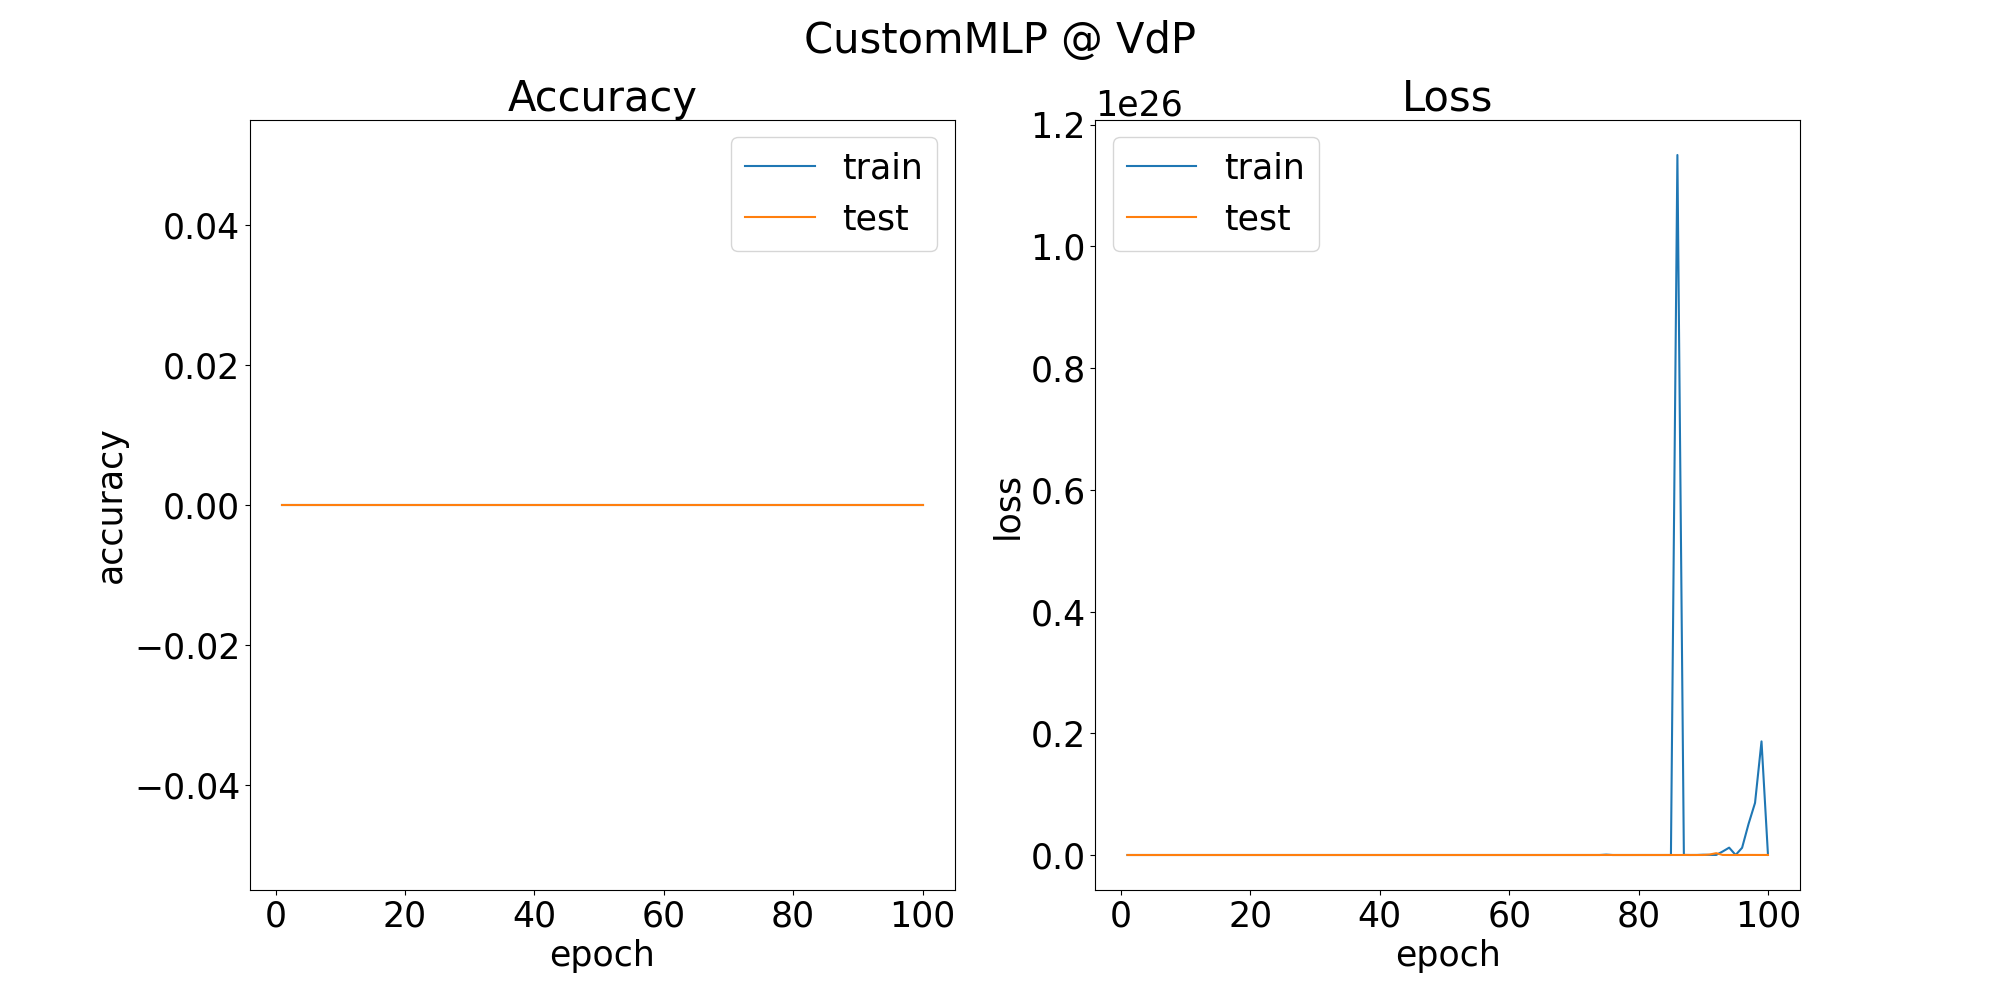 CustomMLP @ VdP
Accuracy
train
test
0.04
0.02
0.00
−0.02
−0.04
accuracy
0 20 40 60 80 100
epoch
Loss
1e26
train
test
1.2
1.0
0.8
0.6
0.4
0.2
0.0
loss
0 20 40 60 80 100
epoch